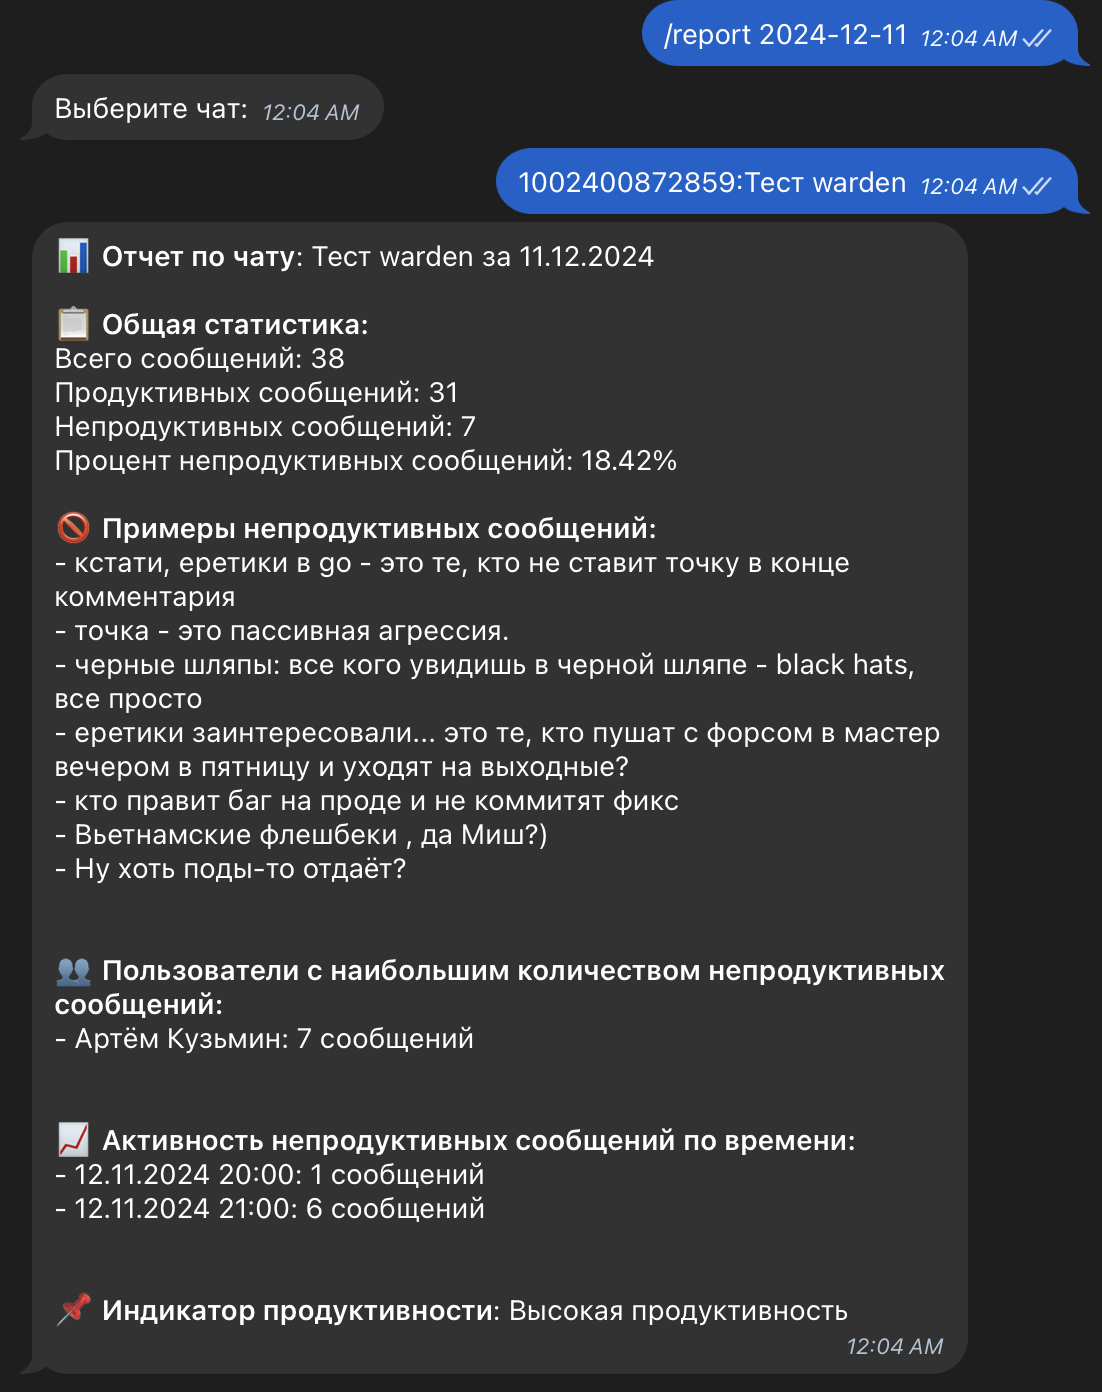 /report 2024-12-11 12:04 AM
Выберите чат: 12:04 AM
1002400872859:Тест warden 12:04 AM
📊 Отчет по чату: Тест warden за 11.12.2024
📋 Общая статистика:
Всего сообщений: 38
Продуктивных сообщений: 31
Непродуктивных сообщений: 7
Процент непродуктивных сообщений: 18.42%
🚫 Примеры непродуктивных сообщений:
- кстати, еретики в go - это те, кто не ставит точку в конце
комментария
- точка - это пассивная агрессия.
- черные шляпы: все кого увидишь в черной шляпе - black hats,
все просто
- еретики заинтересовали... это те, кто пушат с форсом в мастер
вечером в пятницу и уходят на выходные?
- кто правит баг на проде и не коммитят фикс
- Вьетнамские флешбеки , да Миш?)
- Ну хоть поды-то отдаёт?
👥 Пользователи с наибольшим количеством непродуктивных
сообщений:
- Артём Кузьмин: 7 сообщений
📈 Активность непродуктивных сообщений по времени:
- 12.11.2024 20:00: 1 сообщений
- 12.11.2024 21:00: 6 сообщений
📌 Индикатор продуктивности: Высокая продуктивность
12:04 AM